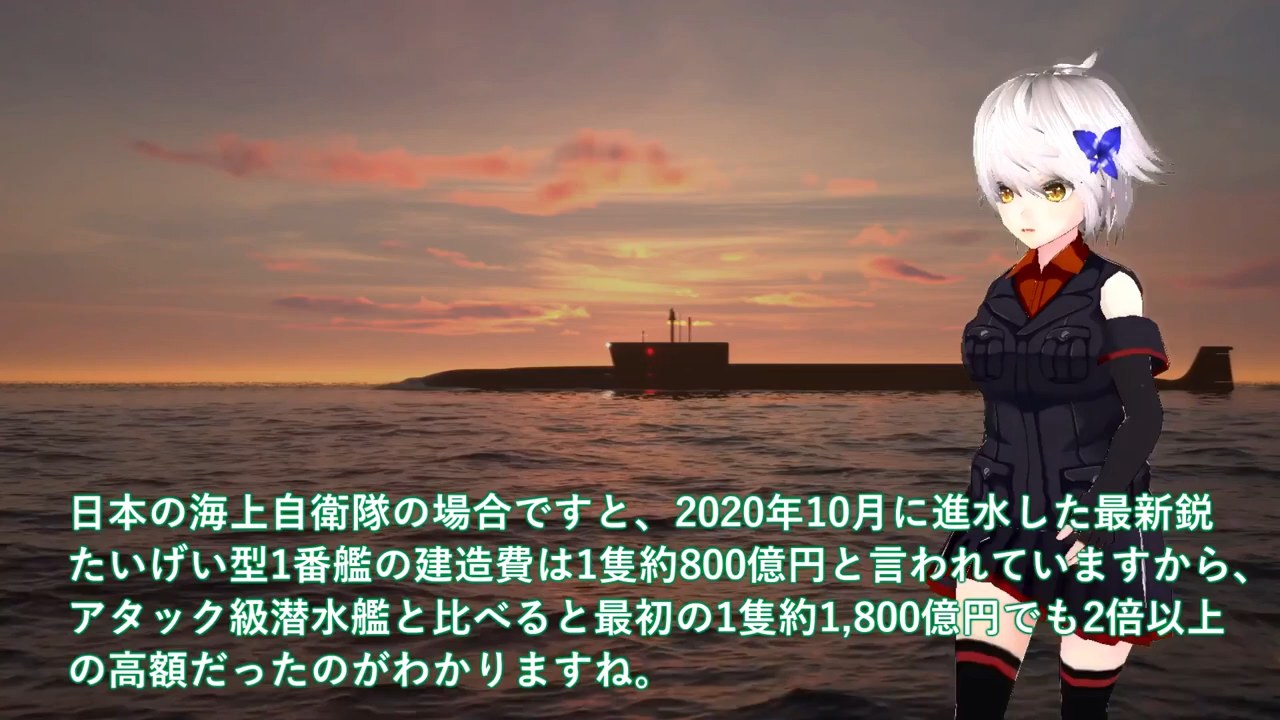 日本の海上自衛隊の場合ですと、2020年10月に進水した最新鋭
たいげい型1番艦の建造費は1隻約800億円と言われていますから、
アタック級潜水艦と比べると最初の1隻約1,800億円でも2倍以上
の高額だったのがわかりますね。